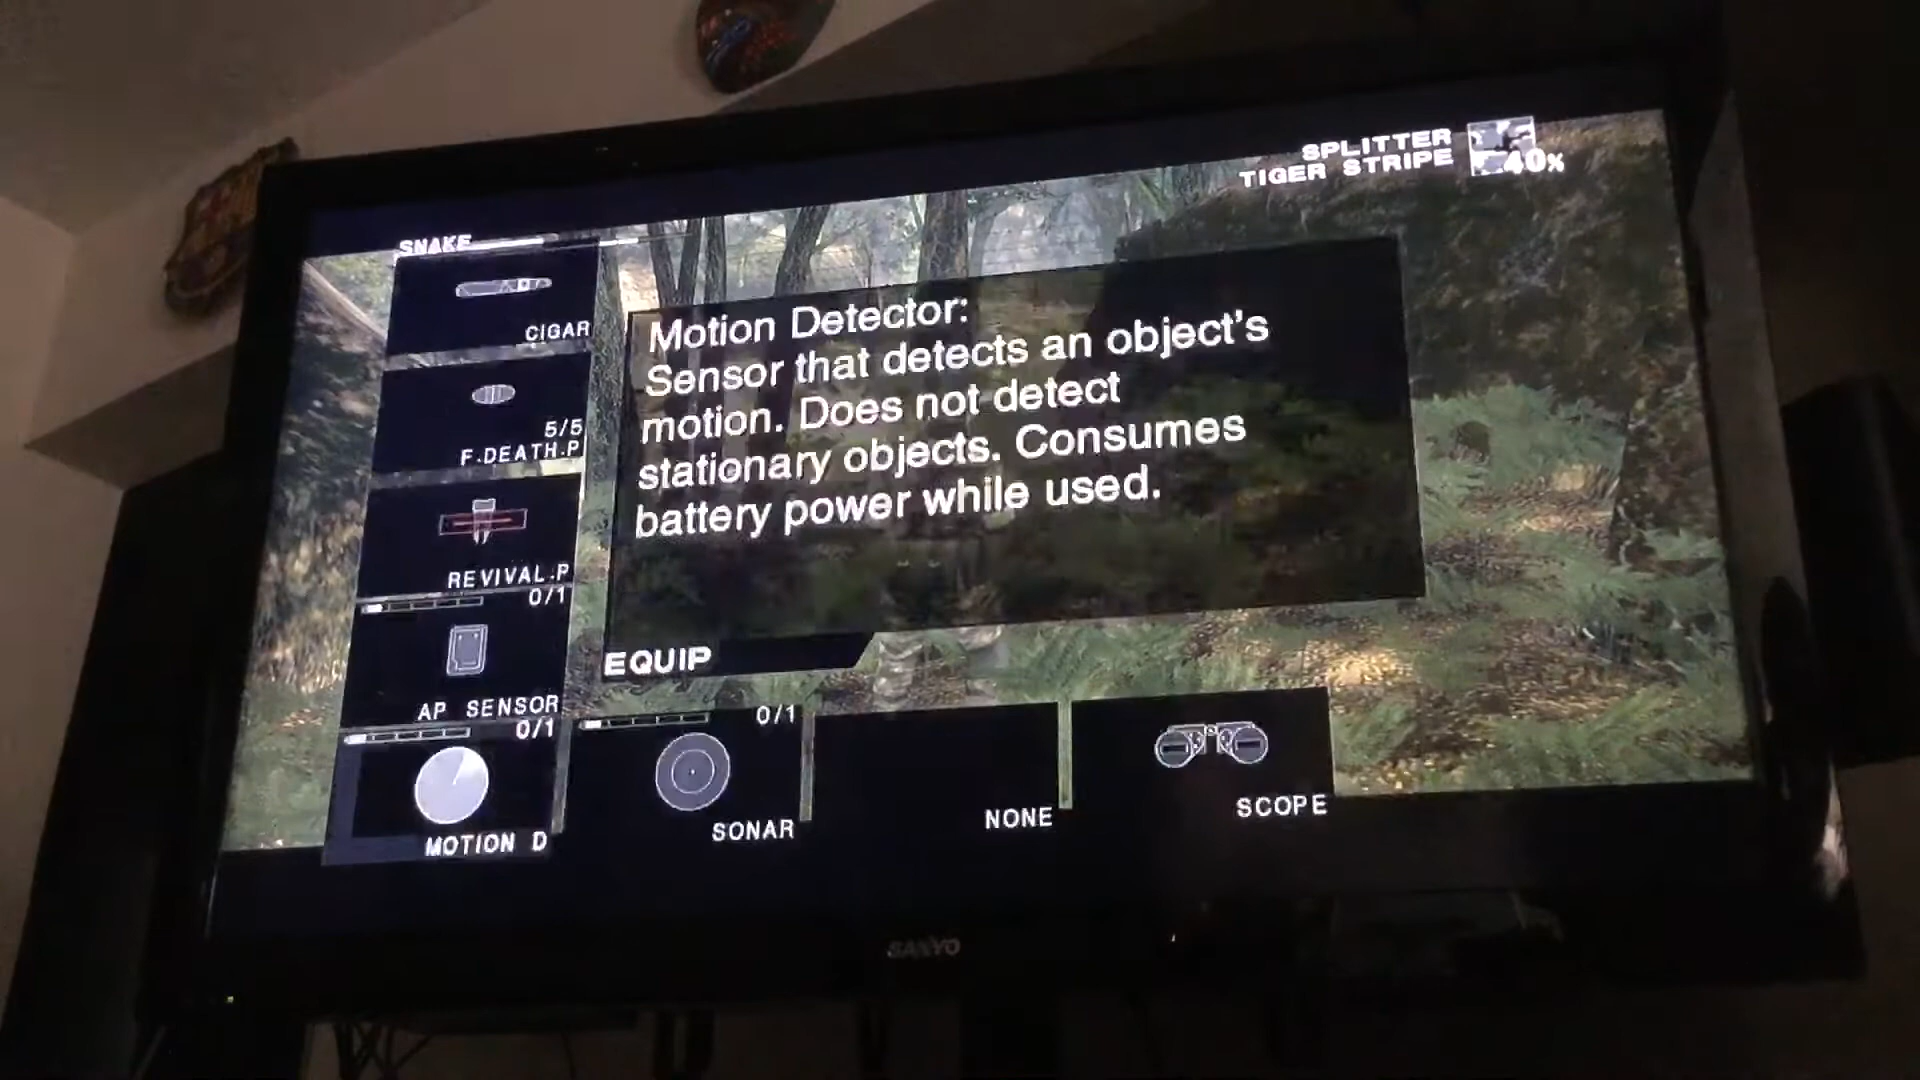 SPLITTER
TIGER STRIPE
40%
SNAKE
CIGAR
5/5
F.DEATH.P
REVIVAL.P
0/1
AP SENSOR
0/1
MOTION D
Motion Detector:
Sensor that detects an object's
motion. Does not detect
stationary objects. Consumes
battery power while used.
EQUIP
0/1
SONAR
NONE
SCOPE
SANYO